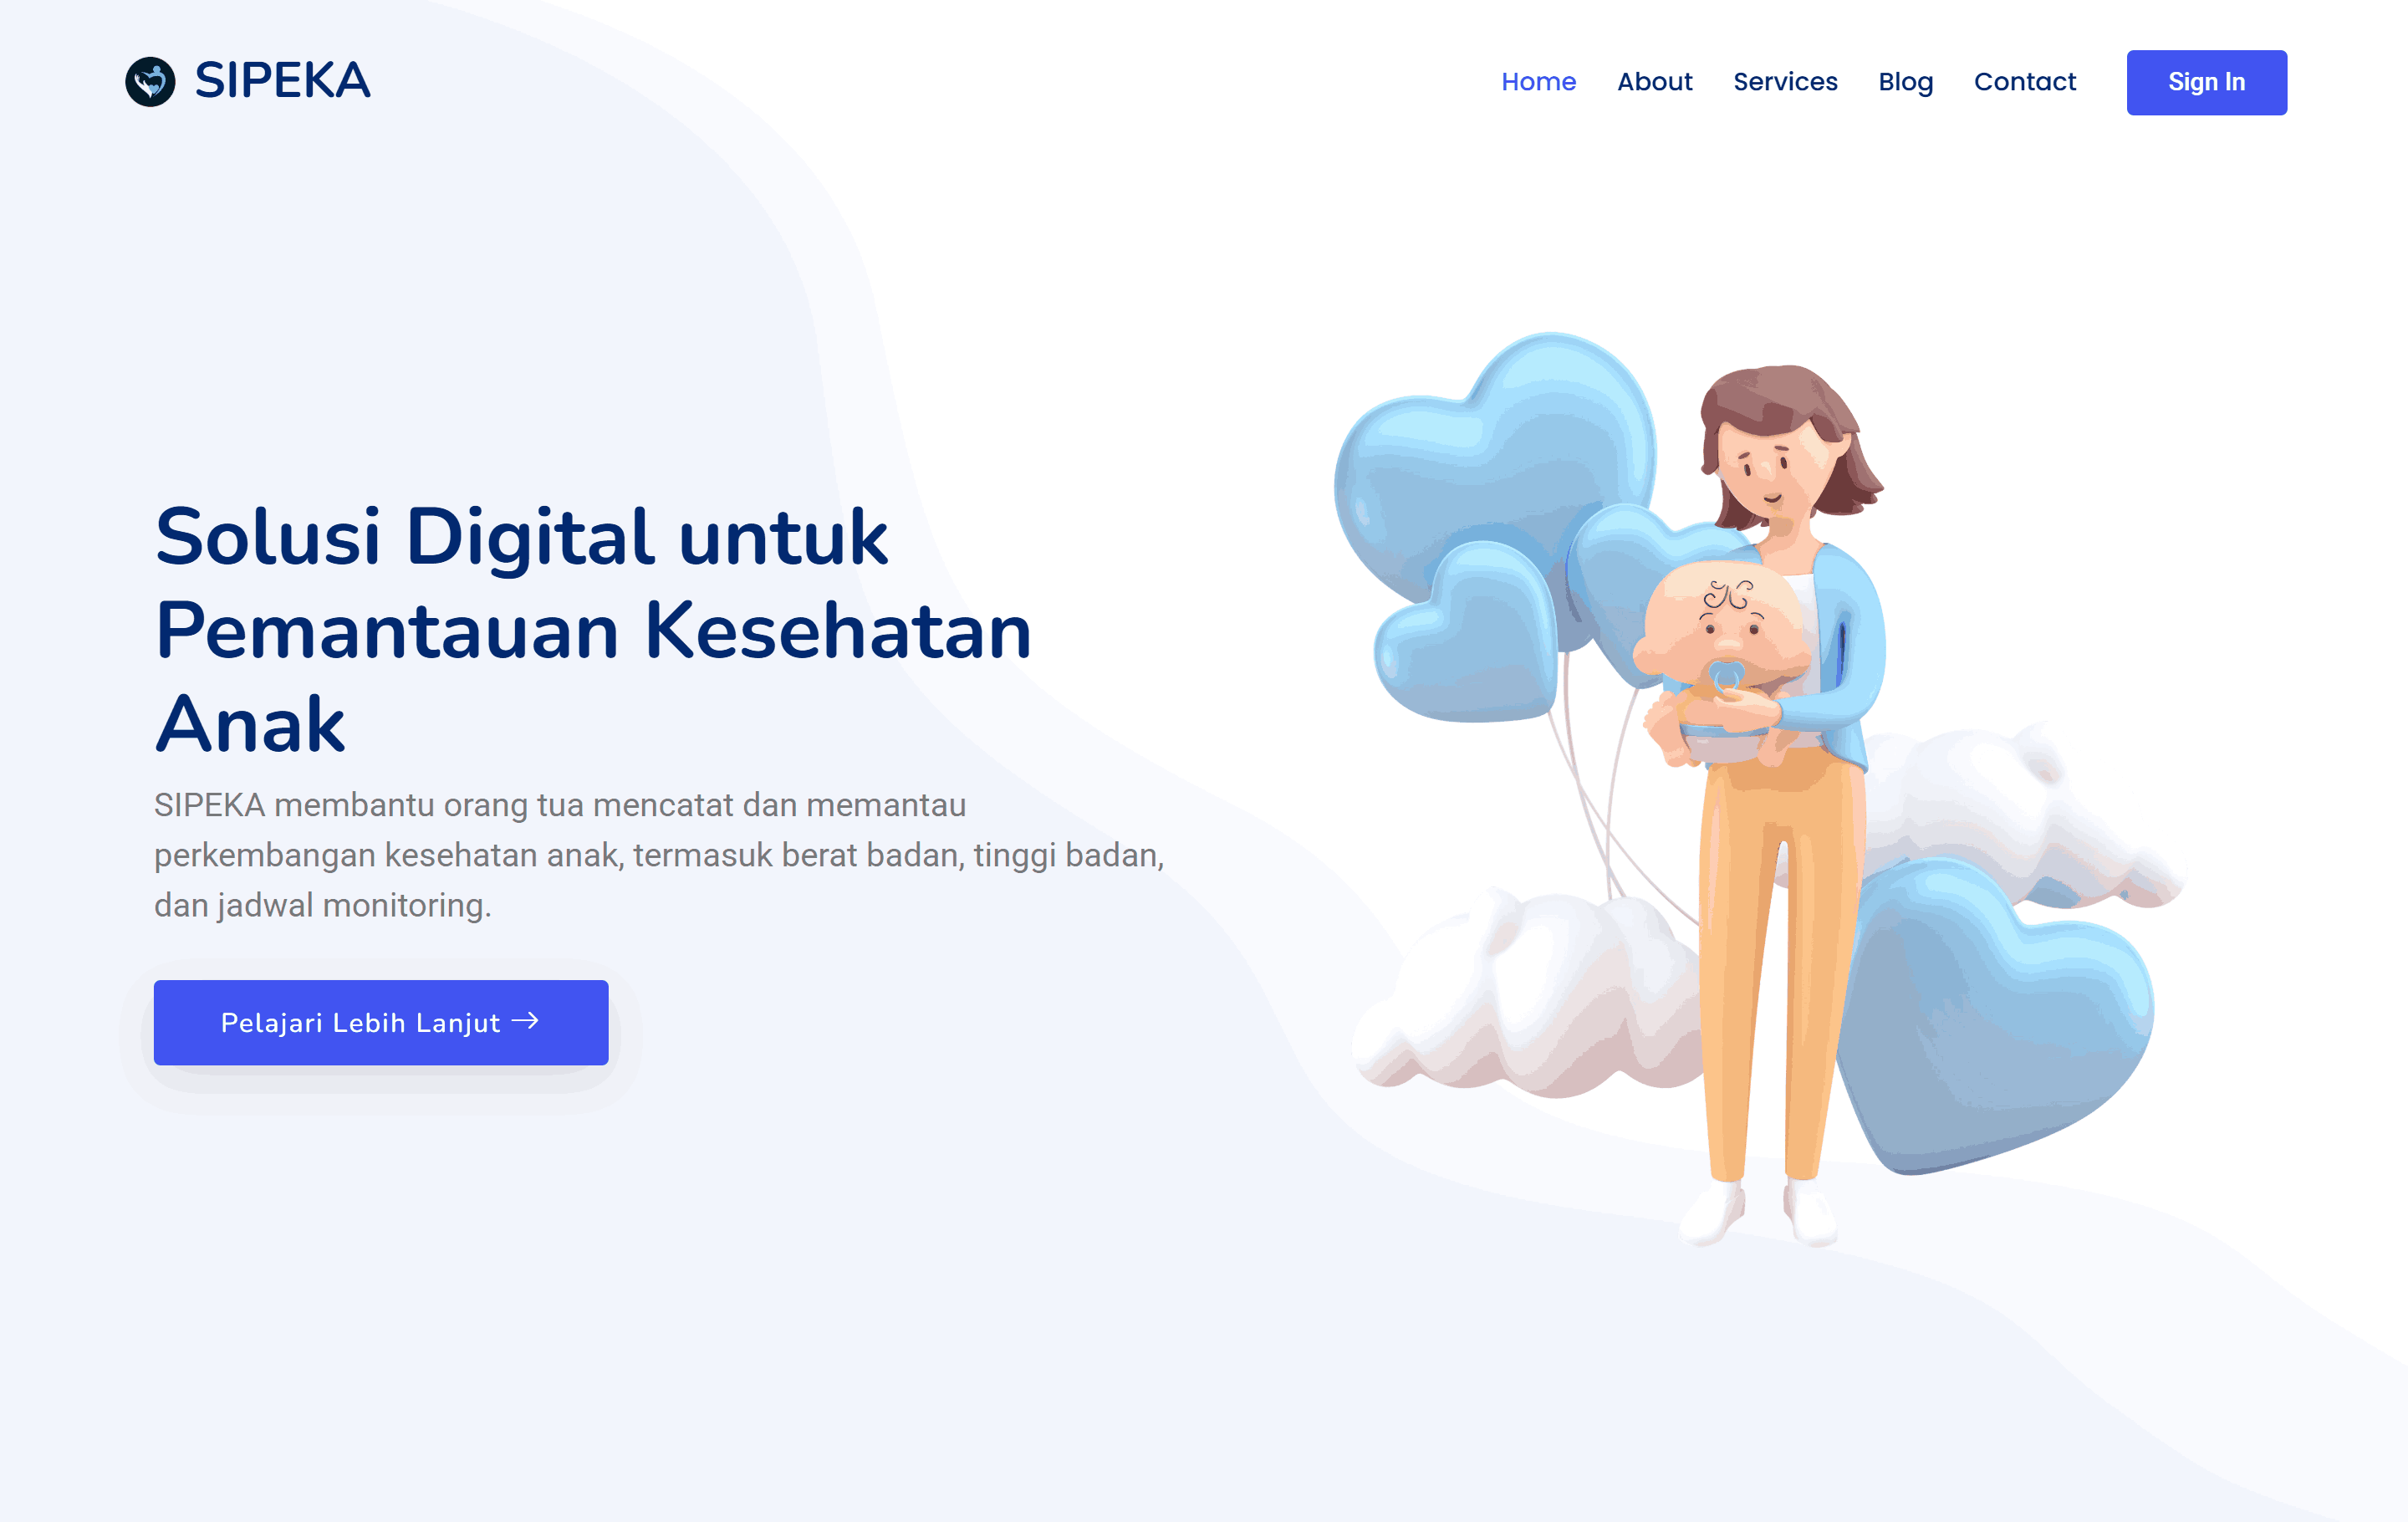 SIPEKA
Home About Services Blog Contact Sign In
Solusi Digital untuk
Pemantauan Kesehatan
Anak
SIPEKA membantu orang tua mencatat dan memantau
perkembangan kesehatan anak, termasuk berat badan, tinggi badan,
dan jadwal monitoring.
Pelajari Lebih Lanjut →